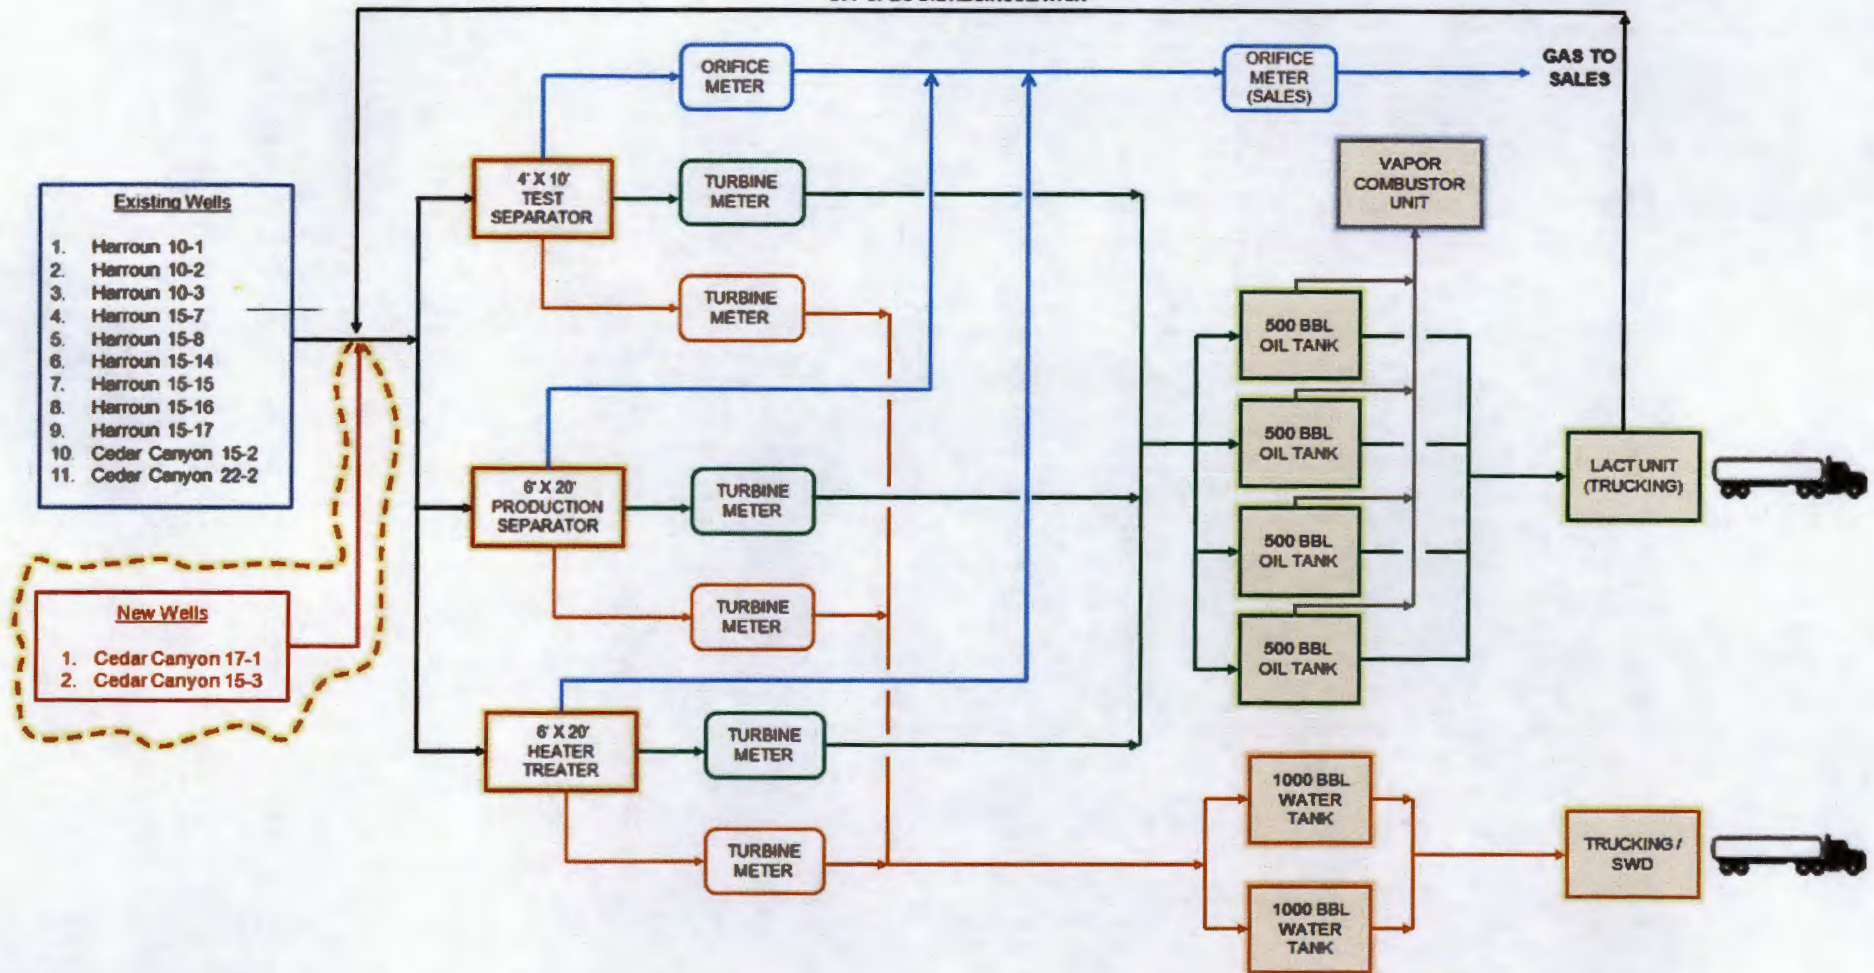 ORIFICE
METER
ORIFICE
METER
(SALES)
GAS TO
SALES
4' X 10'
TEST
SEPARATOR
TURBINE
METER
VAPOR
COMBUSTOR
UNIT
Existing Wells
1. Harroun 10-1
2. Harroun 10-2
3. Harroun 10-3
4. Harroun 15-7
5. Harroun 15-8
6. Harroun 15-14
7. Harroun 15-15
8. Harroun 15-16
9. Harroun 15-17
10. Cedar Canyon 15-2
11. Cedar Canyon 22-2
TURBINE
METER
500 BBL
OIL TANK
500 BBL
OIL TANK
6' X 20'
PRODUCTION
SEPARATOR
TURBINE
METER
LACT UNIT
(TRUCKING)
500 BBL
OIL TANK
New Wells
1. Cedar Canyon 17-1
2. Cedar Canyon 15-3
TURBINE
METER
500 BBL
OIL TANK
6' X 20'
HEATER
TREATER
TURBINE
METER
1000 BBL
WATER
TANK
TURBINE
METER
TRUCKING /
SWD
1000 BBL
WATER
TANK